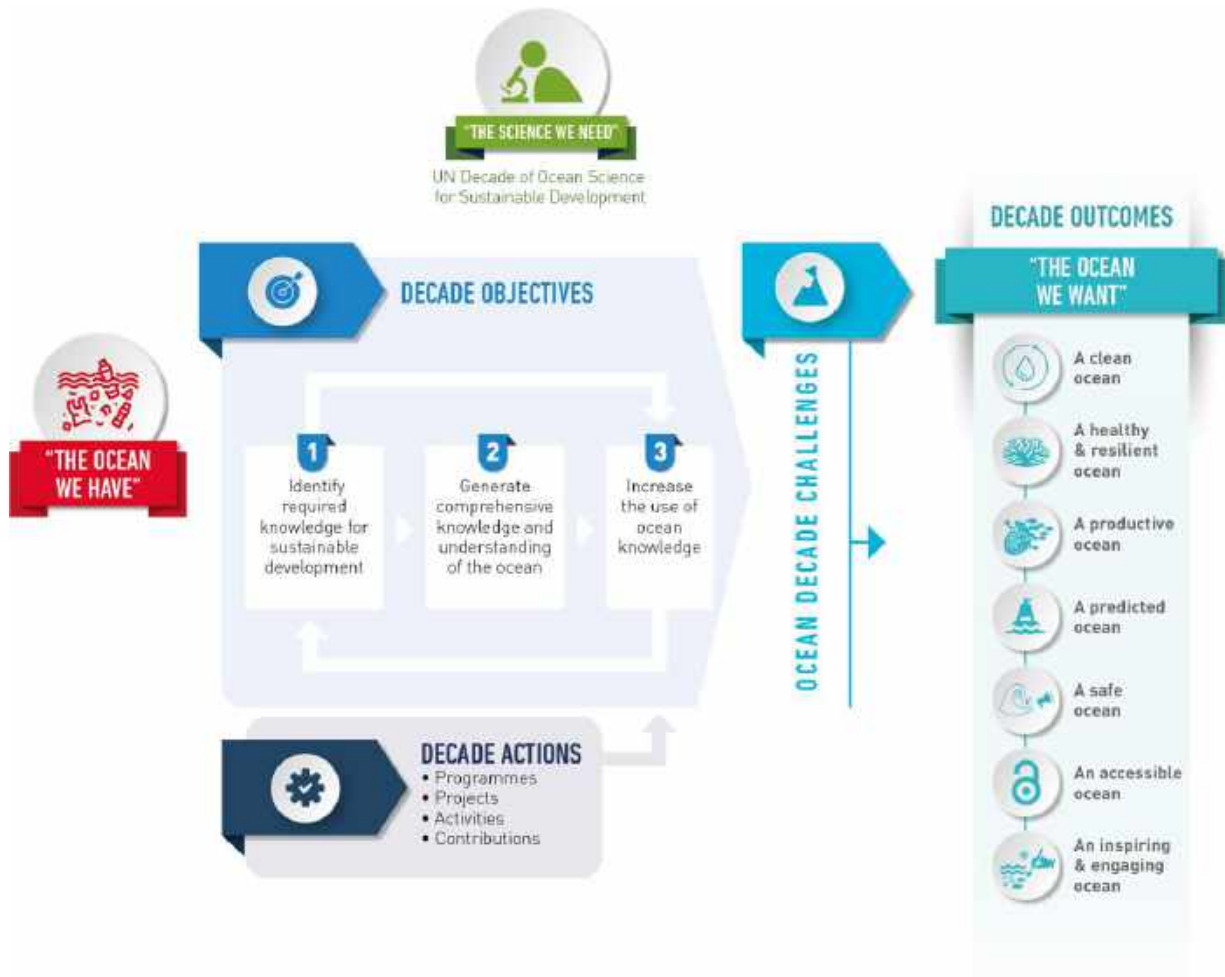 "THE SCIENCE WE NEED"
UN Decade of Ocean Science
for Sustainable Development
"THE OCEAN
WE HAVE"
DECADE OBJECTIVES
1
Identify
required
knowledge for
sustainable
development
2
Generate
comprehensive
knowledge and
understanding
of the ocean
3
Increase
the use of
ocean
knowledge
DECADE ACTIONS
• Programmes
• Projects
• Activities
• Contributions
OCEAN DECADE CHALLENGES
DECADE OUTCOMES
"THE OCEAN
WE WANT"
A clean
ocean
A healthy
& resilient
ocean
A productive
ocean
A predicted
ocean
A safe
ocean
An accessible
ocean
An inspiring
& engaging
ocean